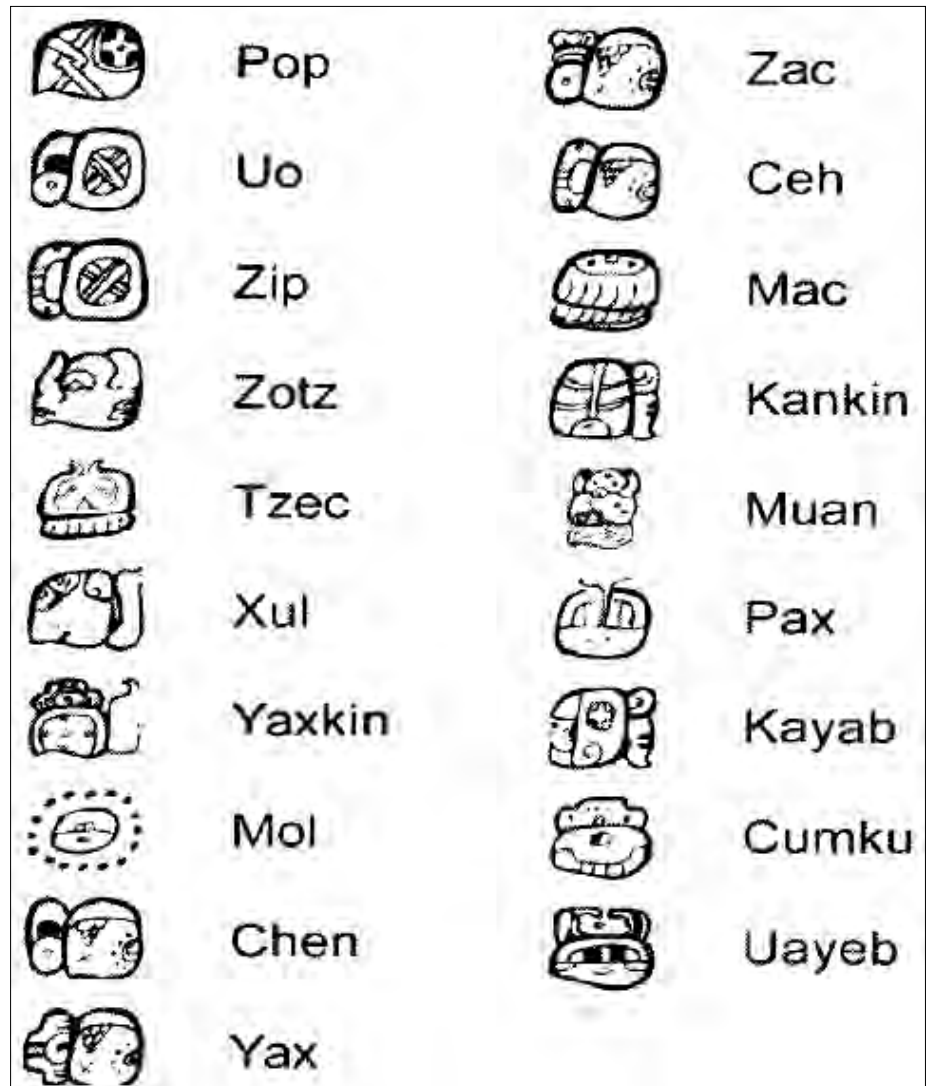 Pop
Uo
Zip
Zotz
Tzec
Xul
Yaxkin
Mol
Chen
Yax
Zac
Ceh
Mac
Kankin
Muan
Pax
Kayab
Cumku
Uayeb